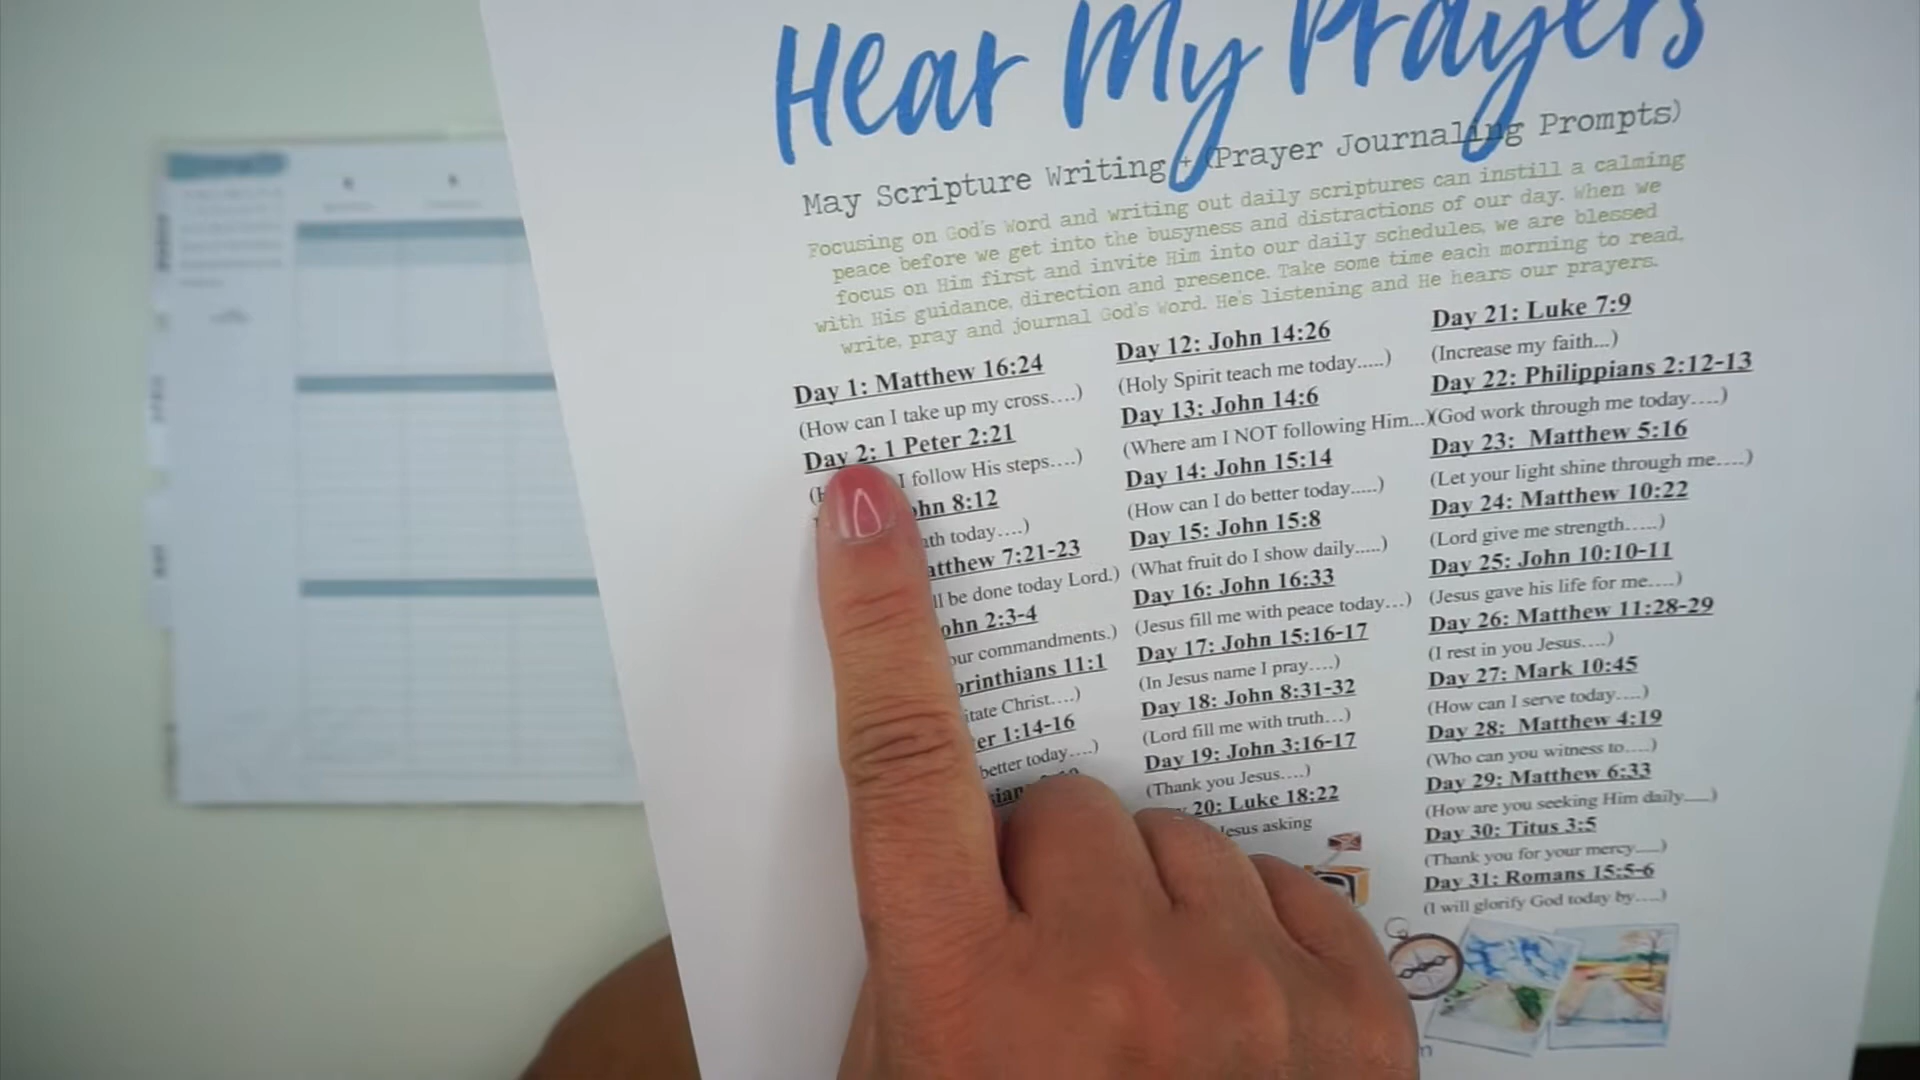 Hear My Prayers
May Scripture Writing + (Prayer Journaling Prompts)
Focusing on God's Word and writing out daily scriptures can instill a calming
peace before we get into the busyness and distractions of our day. When we
focus on Him first and invite Him into our daily schedules, we are blessed
with His guidance, direction and presence. Take some time each morning to read,
write, pray and journal God's Word. He's listening and He hears our prayers.
Day 1: Matthew 16:24
(How can I take up my cross....)
Day 2: 1 Peter 2:21
I follow His steps....)
8:12
today....)
7:21-23
be done today Lord.)
2:3-4
commandments.)
11:1
Christ....)
1:14-16
better today....)
Day 12: John 14:26
(Holy Spirit teach me today.....)
Day 13: John 14:6
(Where am I NOT following Him...)
Day 14: John 15:14
(How can I do better today.....)
Day 15: John 15:8
(What fruit do I show daily.....)
Day 16: John 16:33
(Jesus fill me with peace today...)
Day 17: John 15:16-17
(In Jesus name I pray....)
Day 18: John 8:31-32
(Lord fill me with truth...)
Day 19: John 3:16-17
(Thank you Jesus....)
20: Luke 18:22
Jesus asking
Day 21: Luke 7:9
(Increase my faith...)
Day 22: Philippians 2:12-13
(God work through me today....)
Day 23: Matthew 5:16
(Let your light shine through me....)
Day 24: Matthew 10:22
(Lord give me strength.....)
Day 25: John 10:10-11
(Jesus gave his life for me....)
Day 26: Matthew 11:28-29
(I rest in you Jesus....)
Day 27: Mark 10:45
(How can I serve today....)
Day 28: Matthew 4:19
(Who can you witness to....)
Day 29: Matthew 6:33
(How are you seeking Him daily....)
Day 30: Titus 3:5
(Thank you for your mercy....)
Day 31: Romans 15:5-6
(I will glorify God today by....)